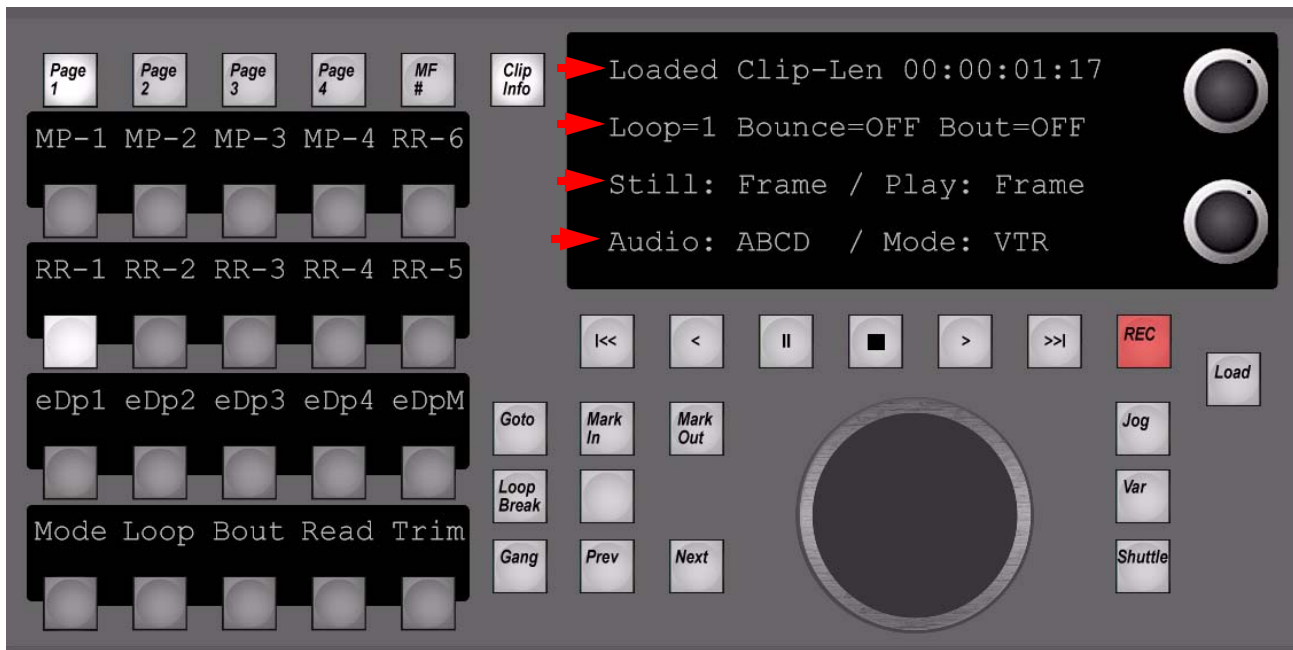 Page 1
Page 2
Page 3
Page 4
MF #
Clip Info
MP-1 MP-2 MP-3 MP-4 RR-6
RR-1 RR-2 RR-3 RR-4 RR-5
eDp1 eDp2 eDp3 eDp4 eDpM
Mode Loop Bout Read Trim
Loaded Clip-Len 00:00:01:17
Loop=1 Bounce=OFF Bout=OFF
Still: Frame / Play: Frame
Audio: ABCD / Mode: VTR
|<<
<
II
■
>
>>|
REC
Load
Goto
Mark In
Mark Out
Jog
Loop Break
Var
Gang
Prev
Next
Shuttle